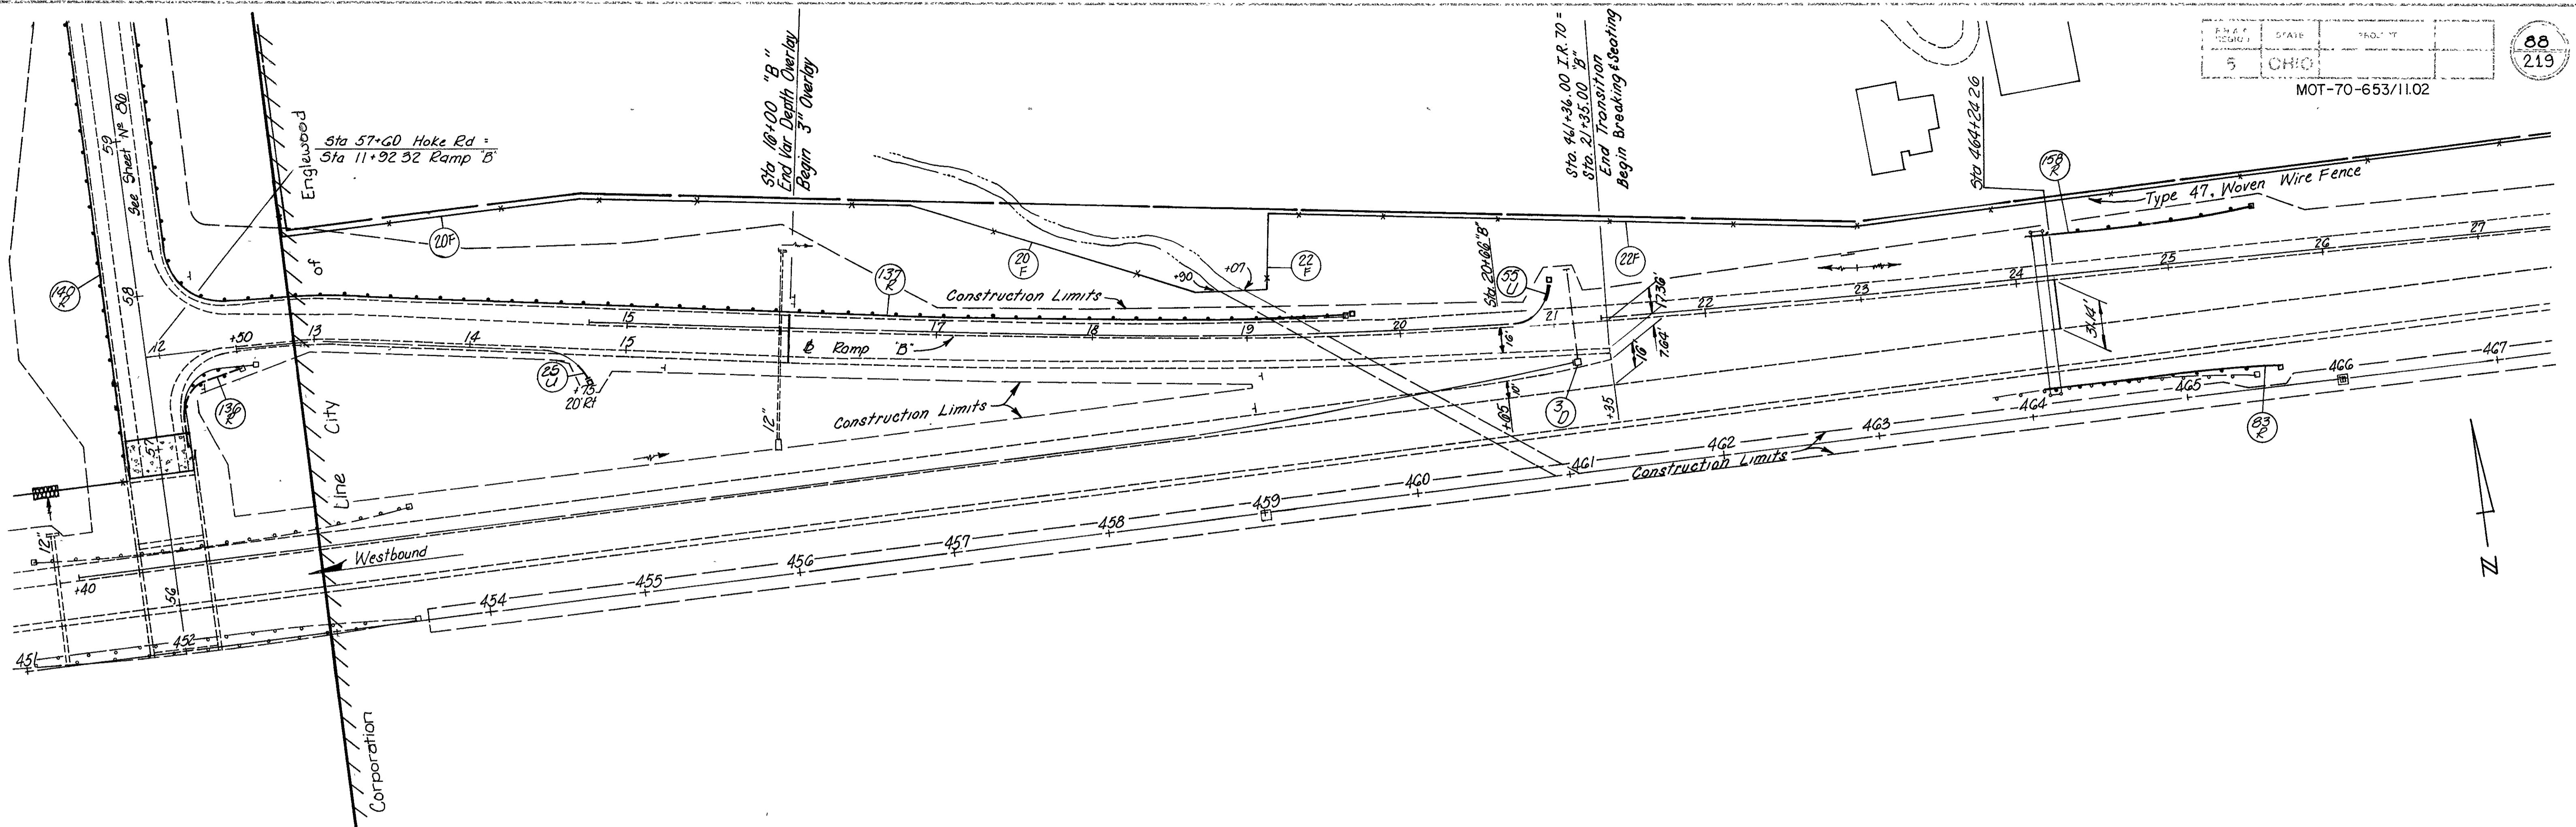 STATE
5
OHIO
88
219
MOT-70-653/11.02
Sta 16+00 "B"
End Var Depth Overlay
Begin 3" Overlay
Sta. 461+36.00 I.R. 70 =
Sta. 21+35.00 "B"
End Transition
Begin Breaking & Seating
Sta 464+24.26
59
See Sheet Nº 80
Englewood
Sta 57+60 Hoke Rd =
Sta 11+92 32 Ramp "B"
158
R
Type 47, Woven Wire Fence
20F
20
F
22
F
22F
+90
+07
137
R
Construction Limits
Sta. 20+66 "B"
55
U
17.36'
7.64'
16'
16'
140
R
58
of
12
+50
13
14
15
15
17
18
19
20
21
22
23
24
25
26
27
31.14'
℄ Ramp "B"
25
U
+75
20' Rt
136
R
City
Construction Limits
12"
+05
10'
3
D
+35
57
Line
12"
Westbound
+40
56
451
452
454
455
456
457
458
459
460
461
462
463
464
465
466
467
Construction Limits
83
R
N
Corporation